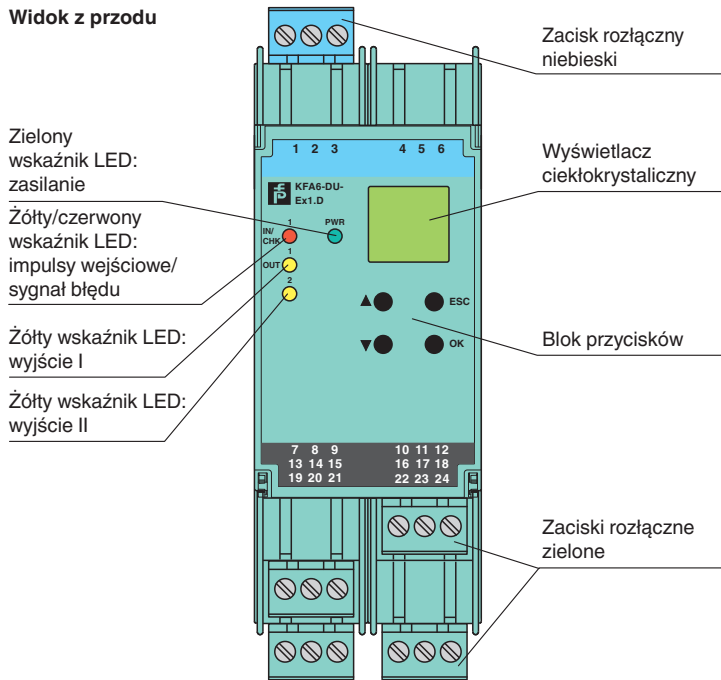 Widok z przodu
Zacisk rozłączny
niebieski
Zielony
wskaźnik LED:
zasilanie
Wyświetlacz
ciekłokrystaliczny
Żółty/czerwony
wskaźnik LED:
impulsy wejściowe/
sygnał błędu
Żółty wskaźnik LED:
wyjście I
Blok przycisków
Żółty wskaźnik LED:
wyjście II
Zaciski rozłączne
zielone
1 2 3 4 5 6
KFA6-DU-
Ex1.D
1 PWR
IN/
CHK
1
OUT
2
▲ ESC
▼ OK
7 8 9 10 11 12
13 14 15 16 17 18
19 20 21 22 23 24